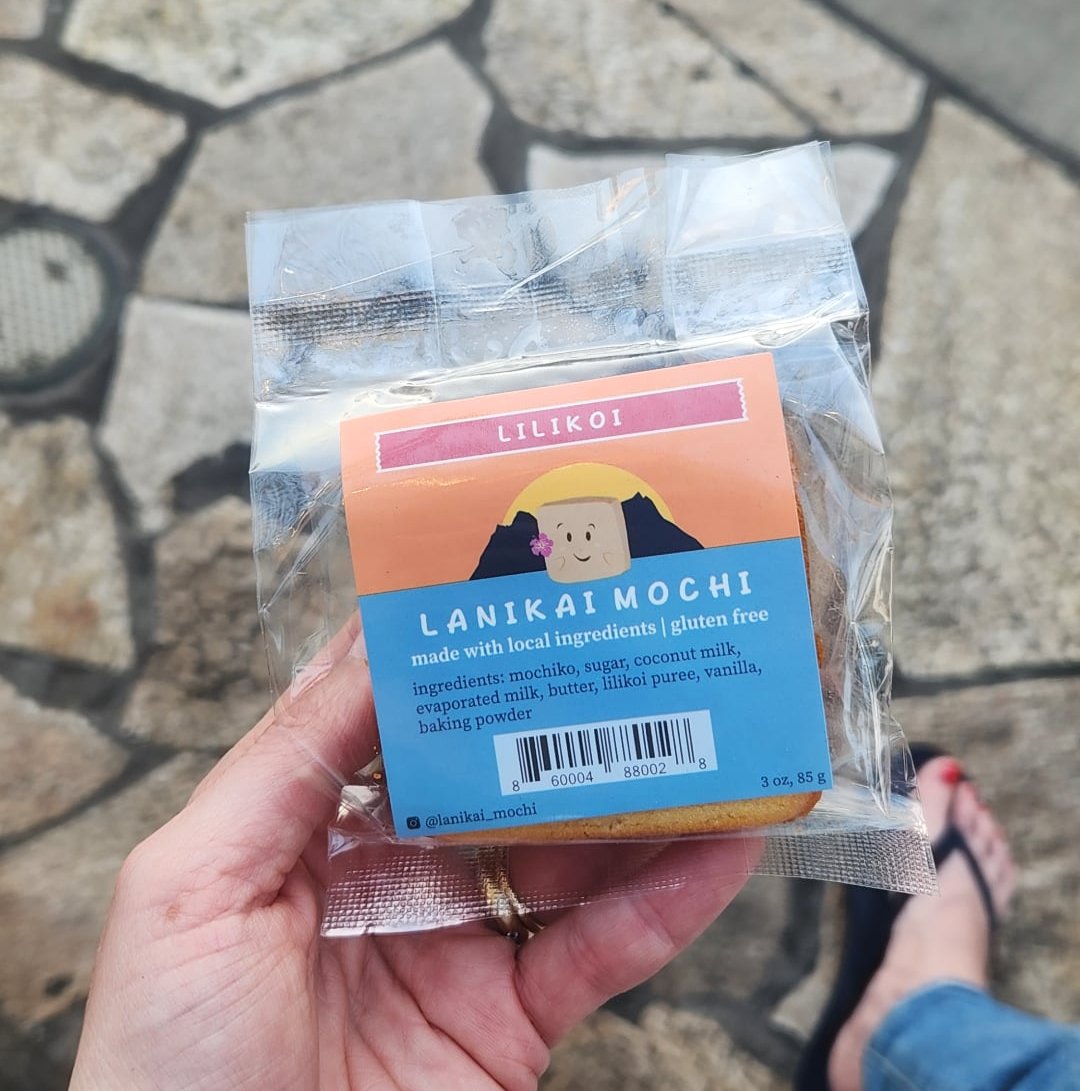 LILIKOI
LANIKAI MOCHI
made with local ingredients | gluten free
ingredients: mochiko, sugar, coconut milk,
evaporated milk, butter, lilikoi puree, vanilla,
baking powder
8 60004 88002 8
3 oz, 85 g
@lanikai_mochi